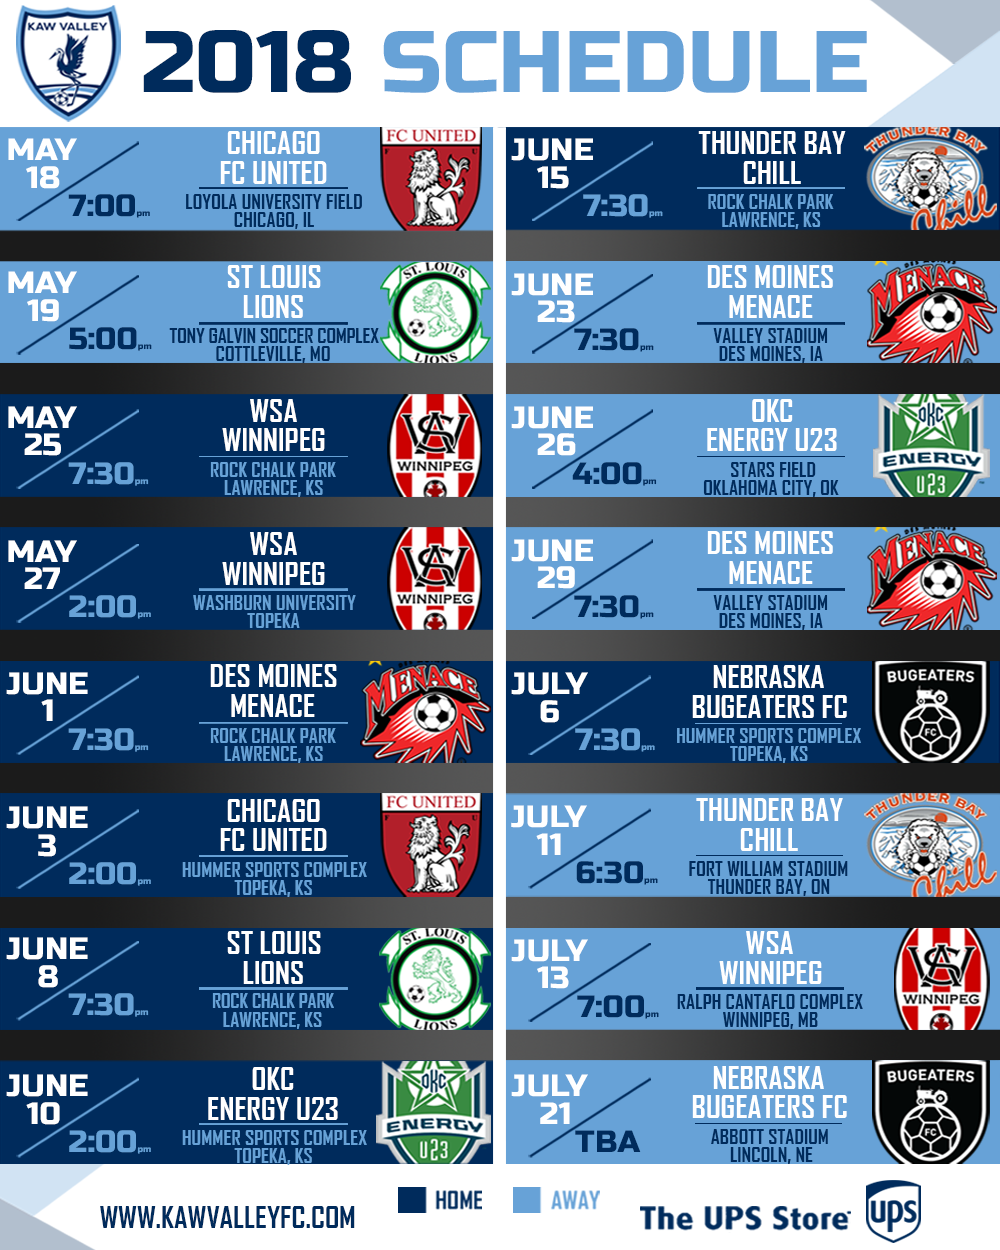 KAW VALLEY
2018 SCHEDULE
MAY
18
7:00pm
CHICAGO
FC UNITED
LOYOLA UNIVERSITY FIELD
CHICAGO, IL
FC UNITED
MAY
19
5:00pm
ST LOUIS
LIONS
TONY GALVIN SOCCER COMPLEX
COTTLEVILLE, MO
ST. LOUIS
LIONS
MAY
25
7:30pm
WSA
WINNIPEG
ROCK CHALK PARK
LAWRENCE, KS
WSA
WINNIPEG
MAY
27
2:00pm
WSA
WINNIPEG
WASHBURN UNIVERSITY
TOPEKA
WSA
WINNIPEG
JUNE
1
7:30pm
DES MOINES
MENACE
ROCK CHALK PARK
LAWRENCE, KS
MENACE
JUNE
3
2:00pm
CHICAGO
FC UNITED
HUMMER SPORTS COMPLEX
TOPEKA, KS
FC UNITED
JUNE
8
7:30pm
ST LOUIS
LIONS
ROCK CHALK PARK
LAWRENCE, KS
ST. LOUIS
LIONS
JUNE
10
2:00pm
OKC
ENERGY U23
HUMMER SPORTS COMPLEX
TOPEKA, KS
OKC
ENERGY
U23
JUNE
15
7:30pm
THUNDER BAY
CHILL
ROCK CHALK PARK
LAWRENCE, KS
THUNDER BAY
Chill
JUNE
23
7:30pm
DES MOINES
MENACE
VALLEY STADIUM
DES MOINES, IA
MENACE
JUNE
26
4:00pm
OKC
ENERGY U23
STARS FIELD
OKLAHOMA CITY, OK
OKC
ENERGY
U23
JUNE
29
7:30pm
DES MOINES
MENACE
VALLEY STADIUM
DES MOINES, IA
MENACE
JULY
6
7:30pm
NEBRASKA
BUGEATERS FC
HUMMER SPORTS COMPLEX
TOPEKA, KS
BUGEATERS
FC
JULY
11
6:30pm
THUNDER BAY
CHILL
FORT WILLIAM STADIUM
THUNDER BAY, ON
THUNDER BAY
Chill
JULY
13
7:00pm
WSA
WINNIPEG
RALPH CANTAFLO COMPLEX
WINNIPEG, MB
WSA
WINNIPEG
JULY
21
TBA
NEBRASKA
BUGEATERS FC
ABBOTT STADIUM
LINCOLN, NE
BUGEATERS
FC
WWW.KAWVALLEYFC.COM
HOME
AWAY
The UPS Store
ups